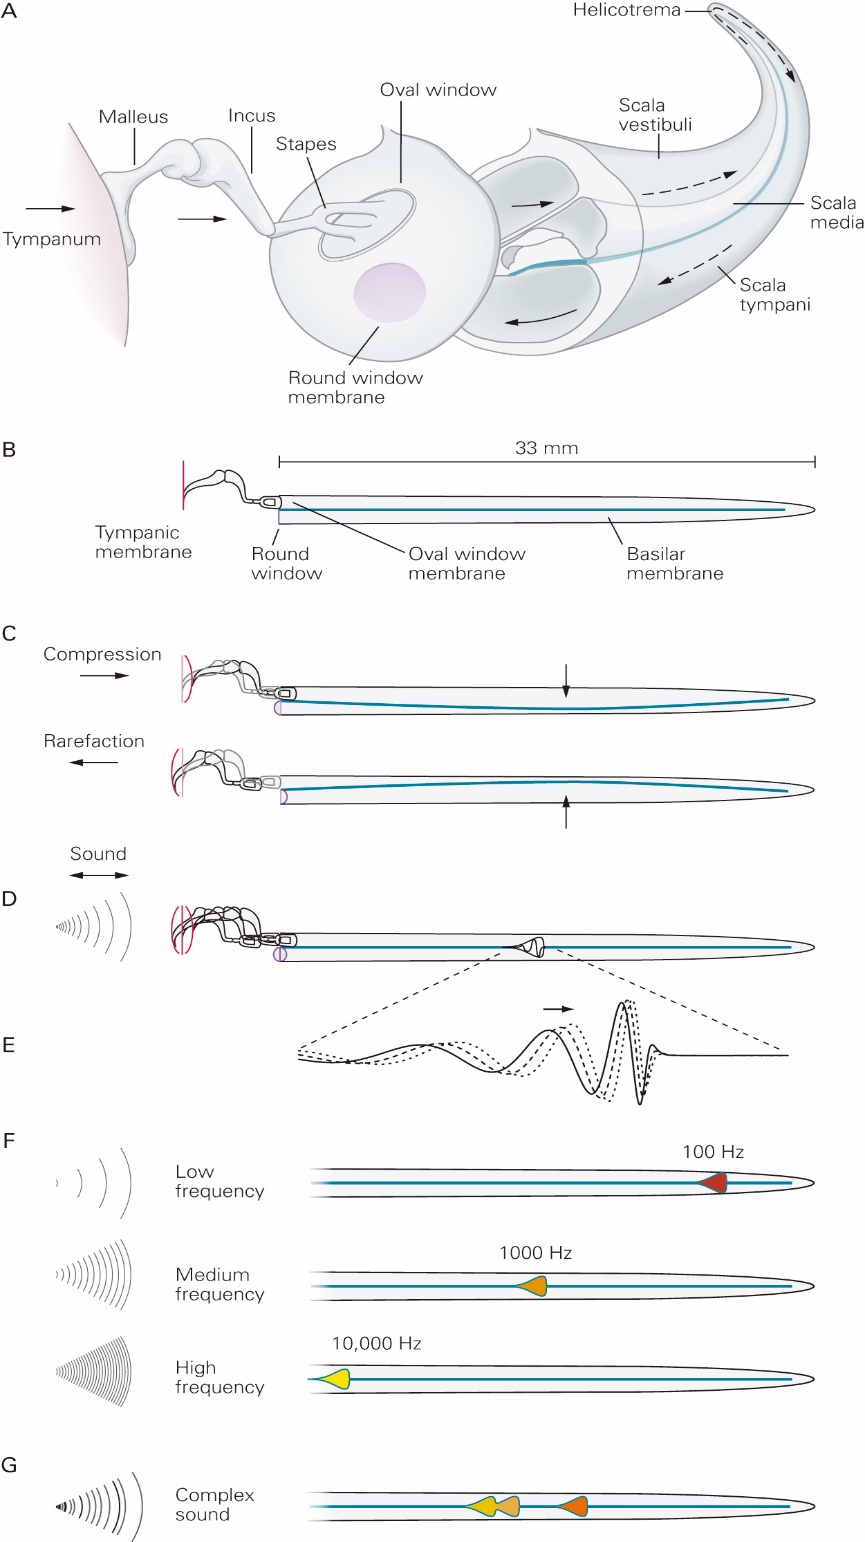 A
Helicotrema
Oval window
Malleus
Incus
Stapes
Scala
vestibuli
Tympanum
Scala
media
Scala
tympani
Round window
membrane
B
33 mm
Tympanic
membrane
Round
window
Oval window
membrane
Basilar
membrane
C
Compression
Rarefaction
Sound
D
E
F
100 Hz
Low
frequency
1000 Hz
Medium
frequency
10,000 Hz
High
frequency
G
Complex
sound